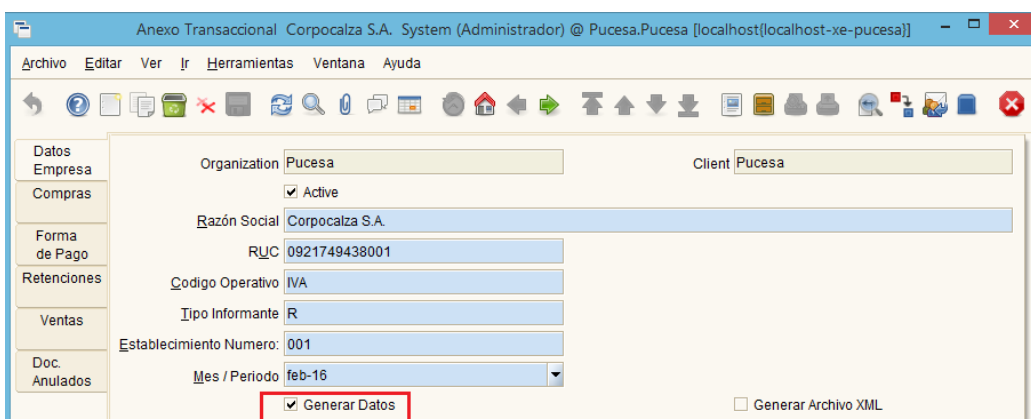 Anexo Transaccional Corpocalza S.A. System (Administrador) @ Pucesa.Pucesa [localhost{localhost-xe-pucesa}]
Archivo Editar Ver Ir Herramientas Ventana Ayuda
Datos
Empresa
Compras
Forma
de Pago
Retenciones
Ventas
Doc.
Anulados
Organization Pucesa Client Pucesa
Active
Razón Social Corpocalza S.A.
RUC 0921749438001
Codigo Operativo IVA
Tipo Informante R
Establecimiento Numero: 001
Mes / Periodo feb-16
Generar Datos Generar Archivo XML